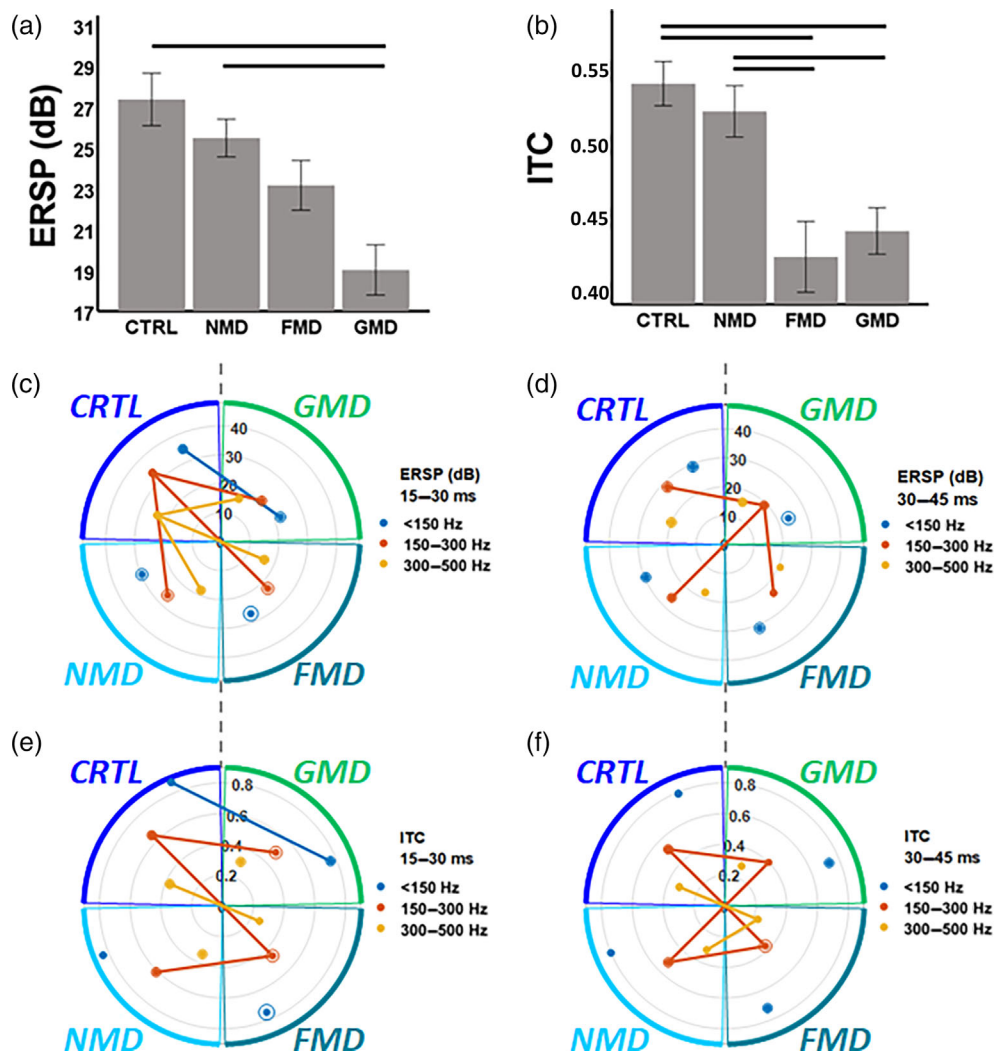 (a)
31
29
27
25
23
21
19
17
ERSP (dB)
CTRL NMD FMD GMD
(b)
0.55
0.50
0.45
0.40
ITC
CTRL NMD FMD GMD
(c)
CRTL GMD
40
30
20
10
0
NMD FMD
ERSP (dB)
15–30 ms
<150 Hz
150–300 Hz
300–500 Hz
(d)
CRTL GMD
40
30
20
10
0
NMD FMD
ERSP (dB)
30–45 ms
<150 Hz
150–300 Hz
300–500 Hz
(e)
CRTL GMD
0.8
0.6
0.4
0.2
0
NMD FMD
ITC
15–30 ms
<150 Hz
150–300 Hz
300–500 Hz
(f)
CRTL GMD
0.8
0.6
0.4
0.2
0
NMD FMD
ITC
30–45 ms
<150 Hz
150–300 Hz
300–500 Hz